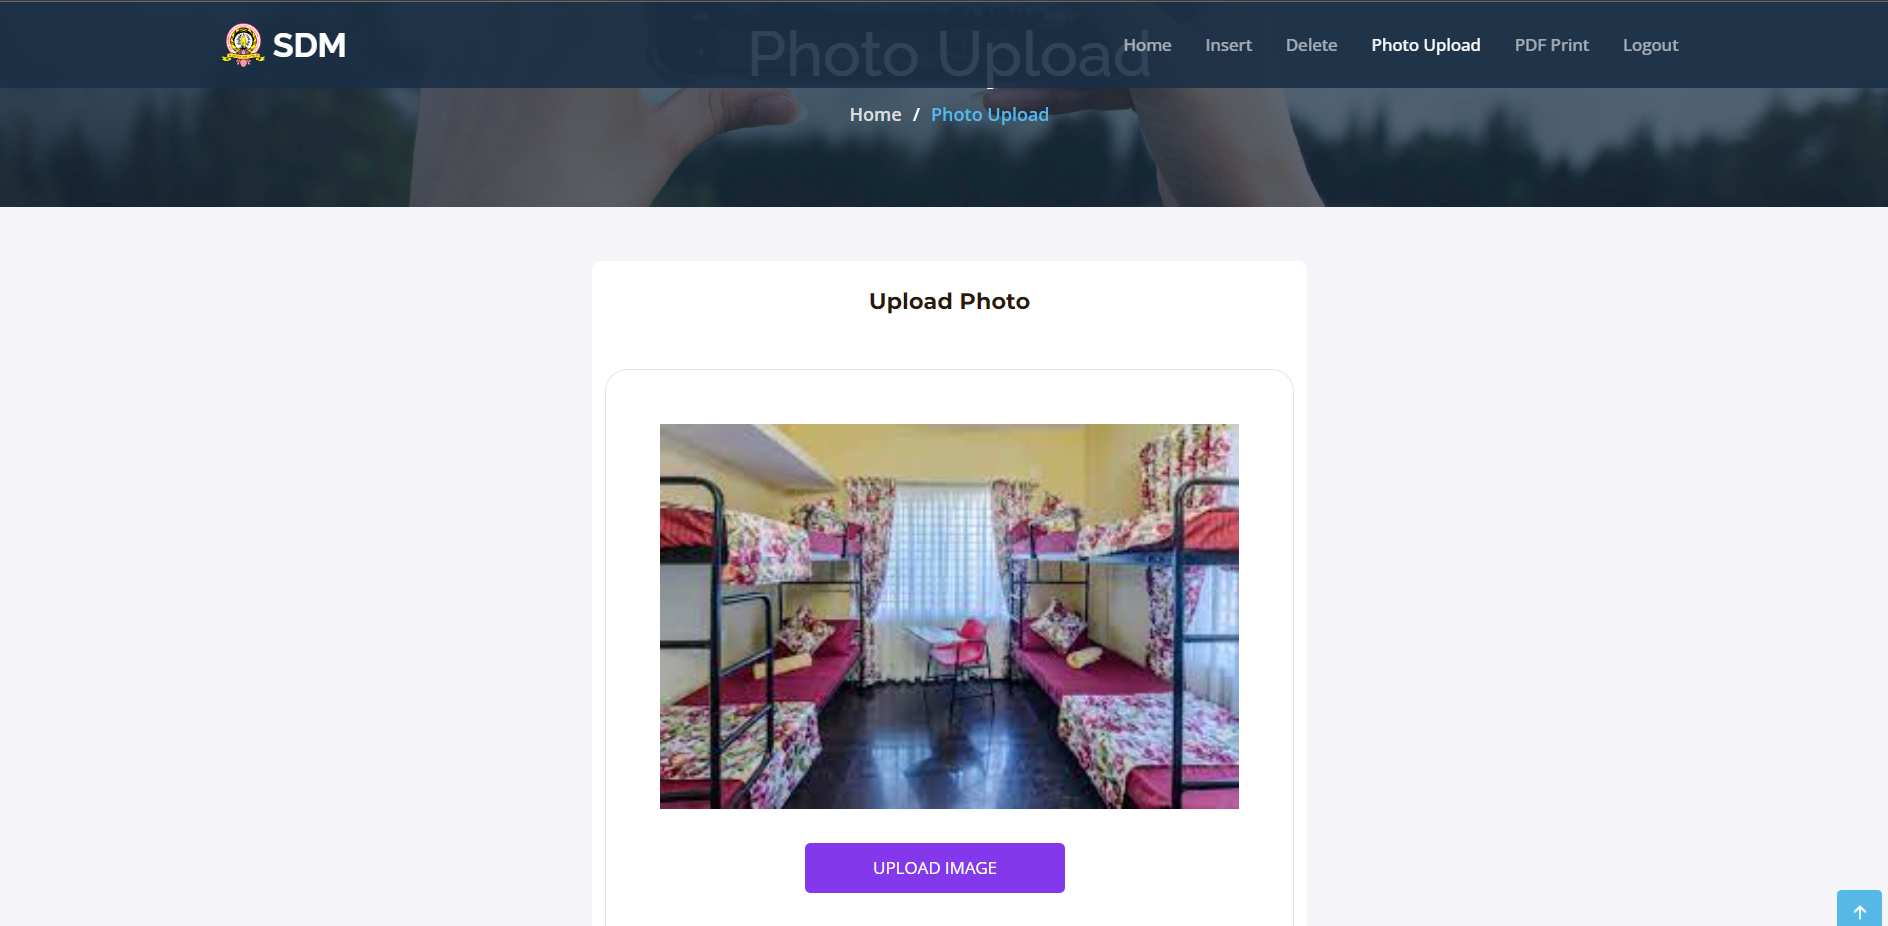 SDM
Home Insert Delete Photo Upload PDF Print Logout
Photo Upload
Home / Photo Upload
Upload Photo
UPLOAD IMAGE